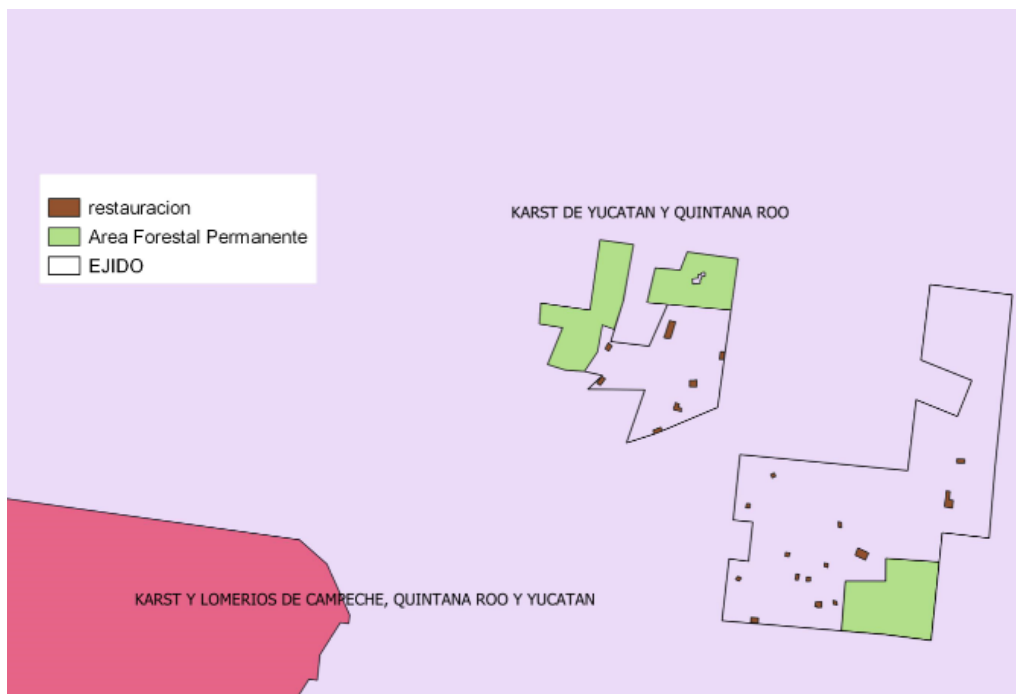 restauracion
Area Forestal Permanente
EJIDO
KARST DE YUCATAN Y QUINTANA ROO
KARST Y LOMERIOS DE CAMPECHE, QUINTANA ROO Y YUCATAN